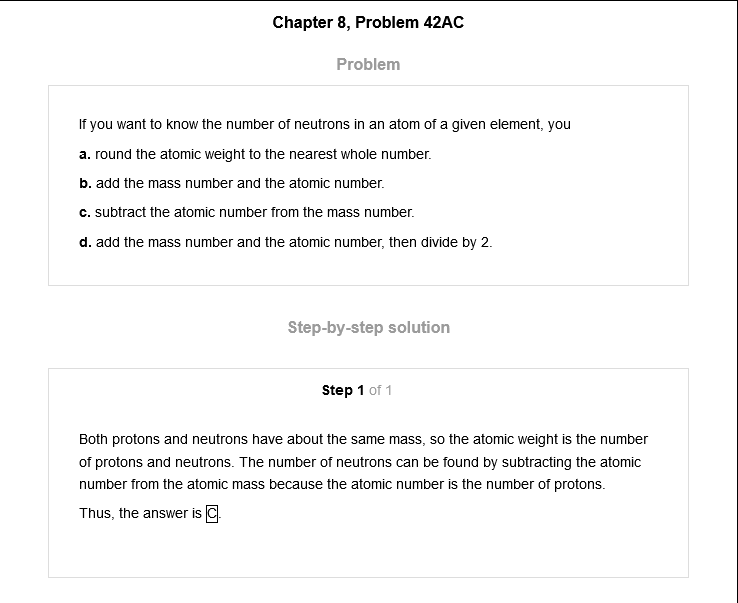 Chapter 8, Problem 42AC
Problem
If you want to know the number of neutrons in an atom of a given element, you
a. round the atomic weight to the nearest whole number.
b. add the mass number and the atomic number.
c. subtract the atomic number from the mass number.
d. add the mass number and the atomic number, then divide by 2.
Step-by-step solution
Step 1 of 1
Both protons and neutrons have about the same mass, so the atomic weight is the number
of protons and neutrons. The number of neutrons can be found by subtracting the atomic
number from the atomic mass because the atomic number is the number of protons.
Thus, the answer is C.